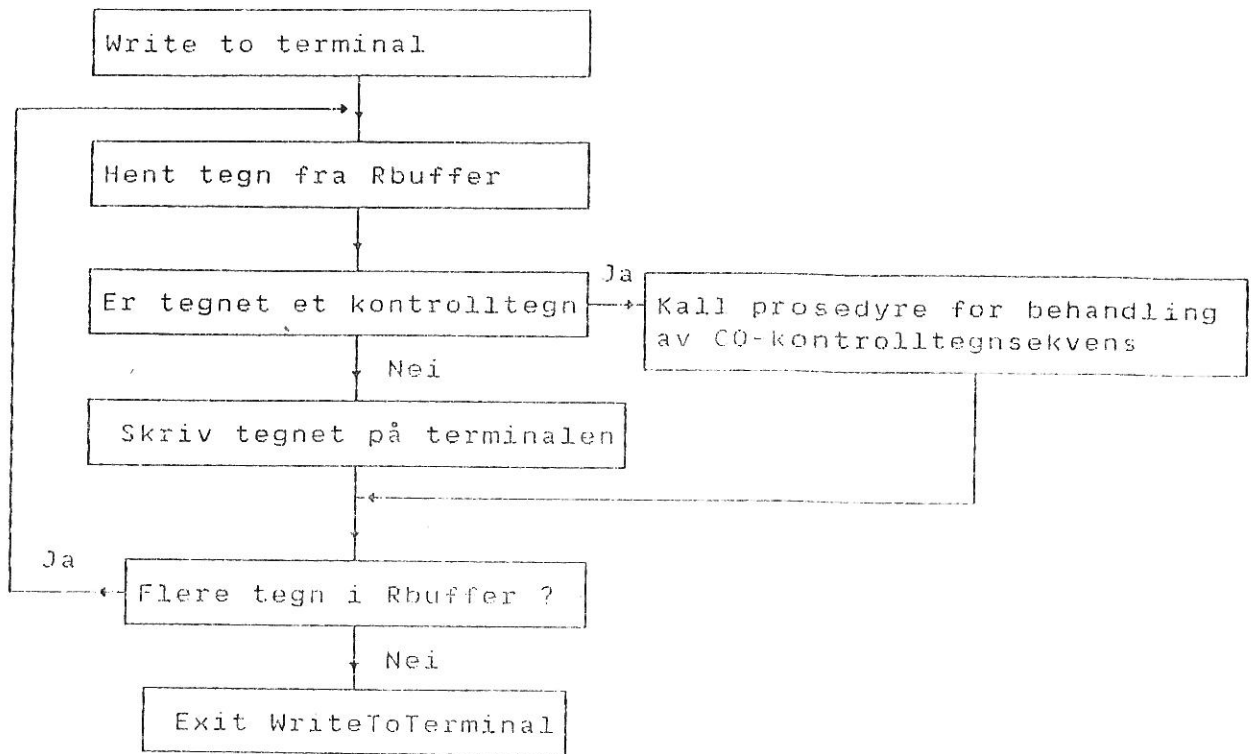 Write to terminal
Hent tegn fra Rbuffer
Er tegnet et kontrolltegn
Ja
Kall prosedyre for behandling
av C0-kontrolltegnsekvens
Nei
Skriv tegnet på terminalen
Ja
Flere tegn i Rbuffer ?
Nei
Exit WriteToTerminal